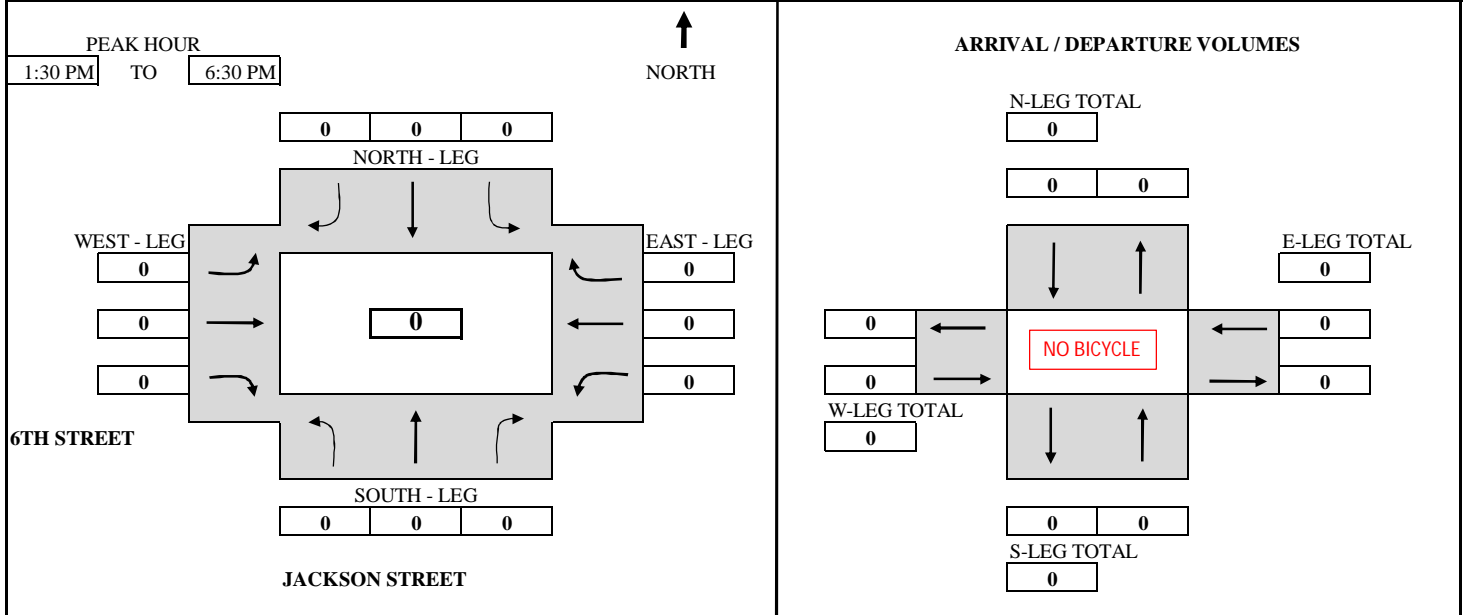 PEAK HOUR
1:30 PM TO 6:30 PM
NORTH
0 0 0
NORTH - LEG
WEST - LEG
EAST - LEG
0 0
0 0 0
0 0
6TH STREET
SOUTH - LEG
0 0 0
JACKSON STREET
ARRIVAL / DEPARTURE VOLUMES
N-LEG TOTAL
0
0 0
E-LEG TOTAL
0
0 0
NO BICYCLE
0 0
W-LEG TOTAL
0
0 0
S-LEG TOTAL
0